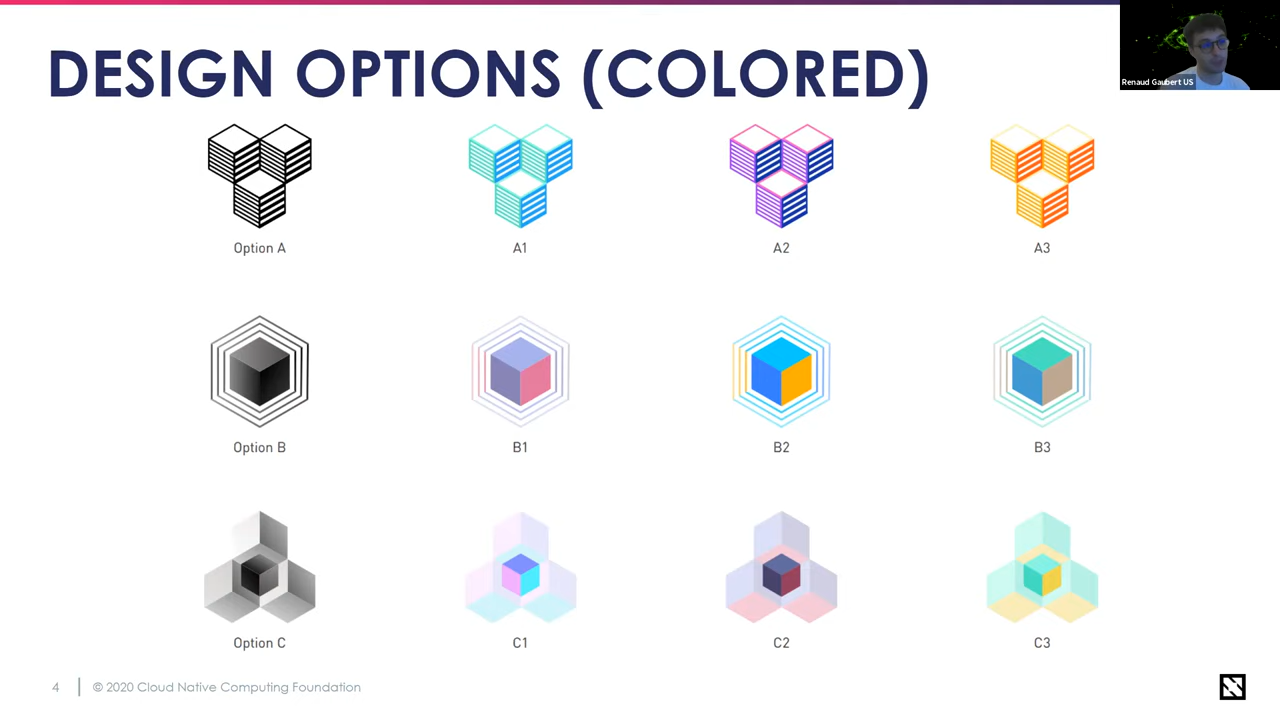 DESIGN OPTIONS (COLORED)
Renaud Gaubert US
Option A
A1
A2
A3
Option B
B1
B2
B3
Option C
C1
C2
C3
4
© 2020 Cloud Native Computing Foundation